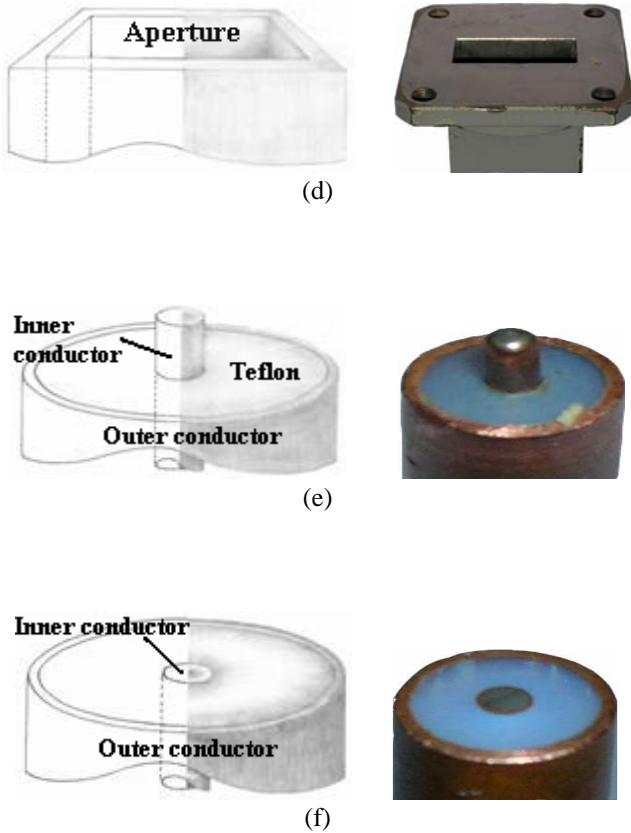 Aperture
(d)
Inner
conductor
Teflon
Outer conductor
(e)
Inner conductor
Outer conductor
(f)